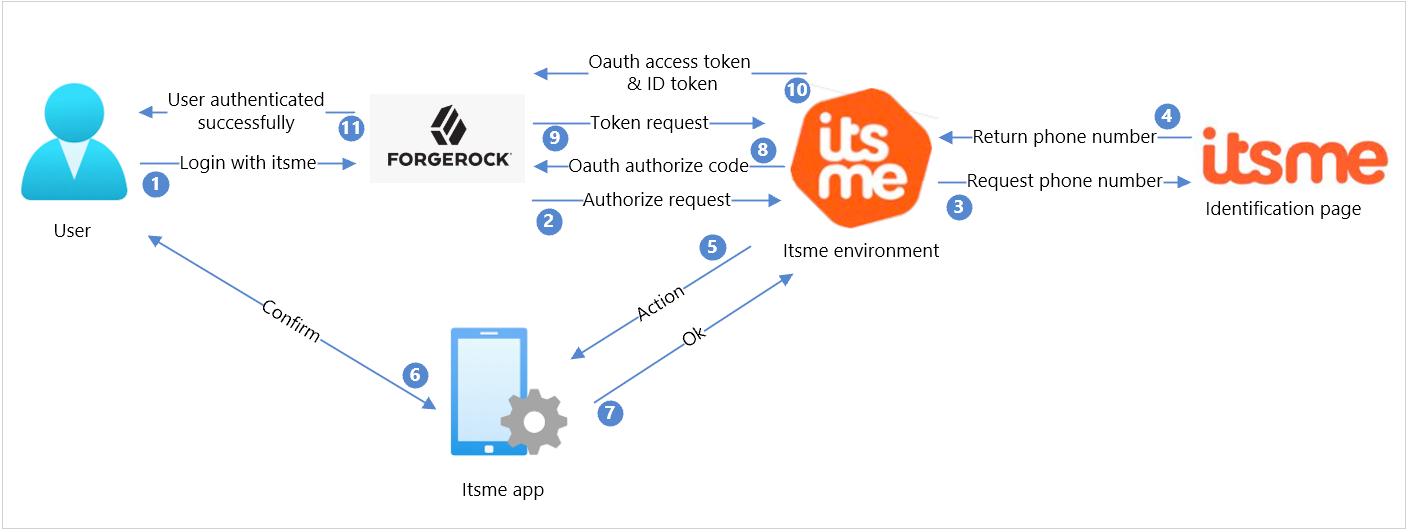 Oauth access token
& ID token
10
User authenticated
successfully
11
FORGEROCK
9
Token request
its
me
4
Return phone number
itsme
Login with itsme
1
Oauth authorize code
8
Authorize request
2
Request phone number
3
Identification page
User
5
Itsme environment
Action
Ok
Confirm
6
7
Itsme app